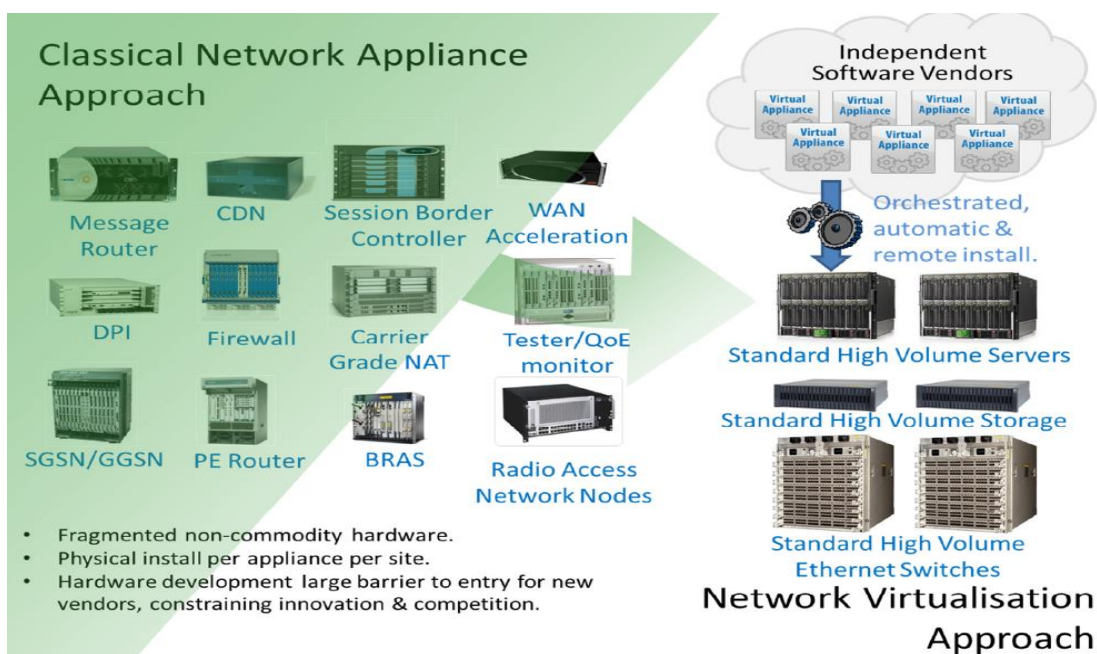 Classical Network Appliance
Approach
Message
Router
CDN
Session Border
Controller
WAN
Acceleration
DPI
Firewall
Carrier
Grade NAT
Tester/QoE
monitor
SGSN/GGSN
PE Router
BRAS
Radio Access
Network Nodes
• Fragmented non-commodity hardware.
• Physical install per appliance per site.
• Hardware development large barrier to entry for new
vendors, constraining innovation & competition.
Independent
Software Vendors
Virtual
Appliance
Virtual
Appliance
Virtual
Appliance
Virtual
Appliance
Virtual
Appliance
Virtual
Appliance
Virtual
Appliance
Orchestrated,
automatic &
remote install.
Standard High Volume Servers
Standard High Volume Storage
Standard High Volume
Ethernet Switches
Network Virtualisation
Approach